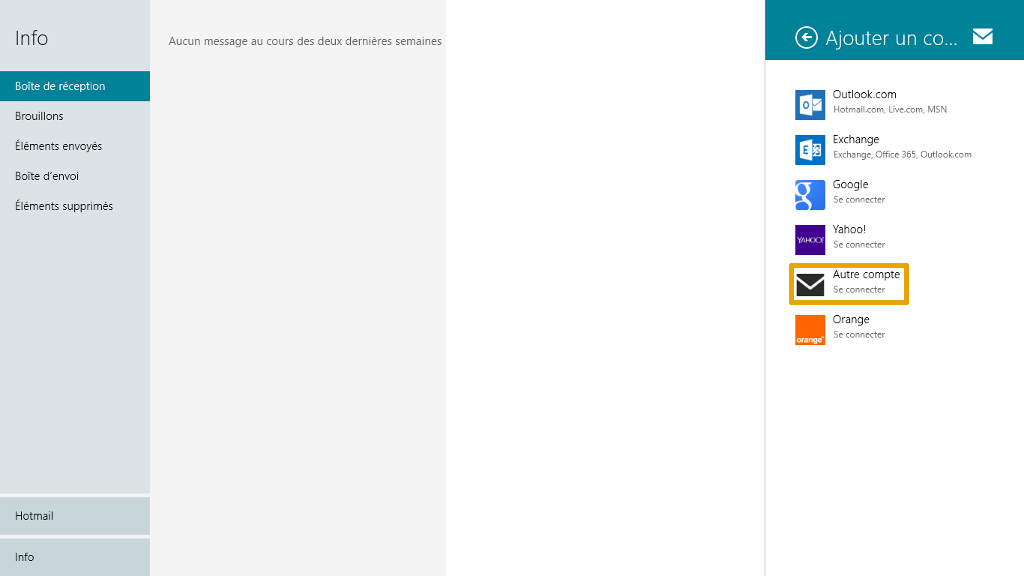 Info
Boîte de réception
Brouillons
Éléments envoyés
Boîte d'envoi
Éléments supprimés
Hotmail
Info
Aucun message au cours des deux dernières semaines
Ajouter un co...
Outlook.com
Hotmail.com, Live.com, MSN
Exchange
Exchange, Office 365, Outlook.com
Google
Se connecter
YAHOO!
Yahoo!
Se connecter
Autre compte
Se connecter
orange
Orange
Se connecter